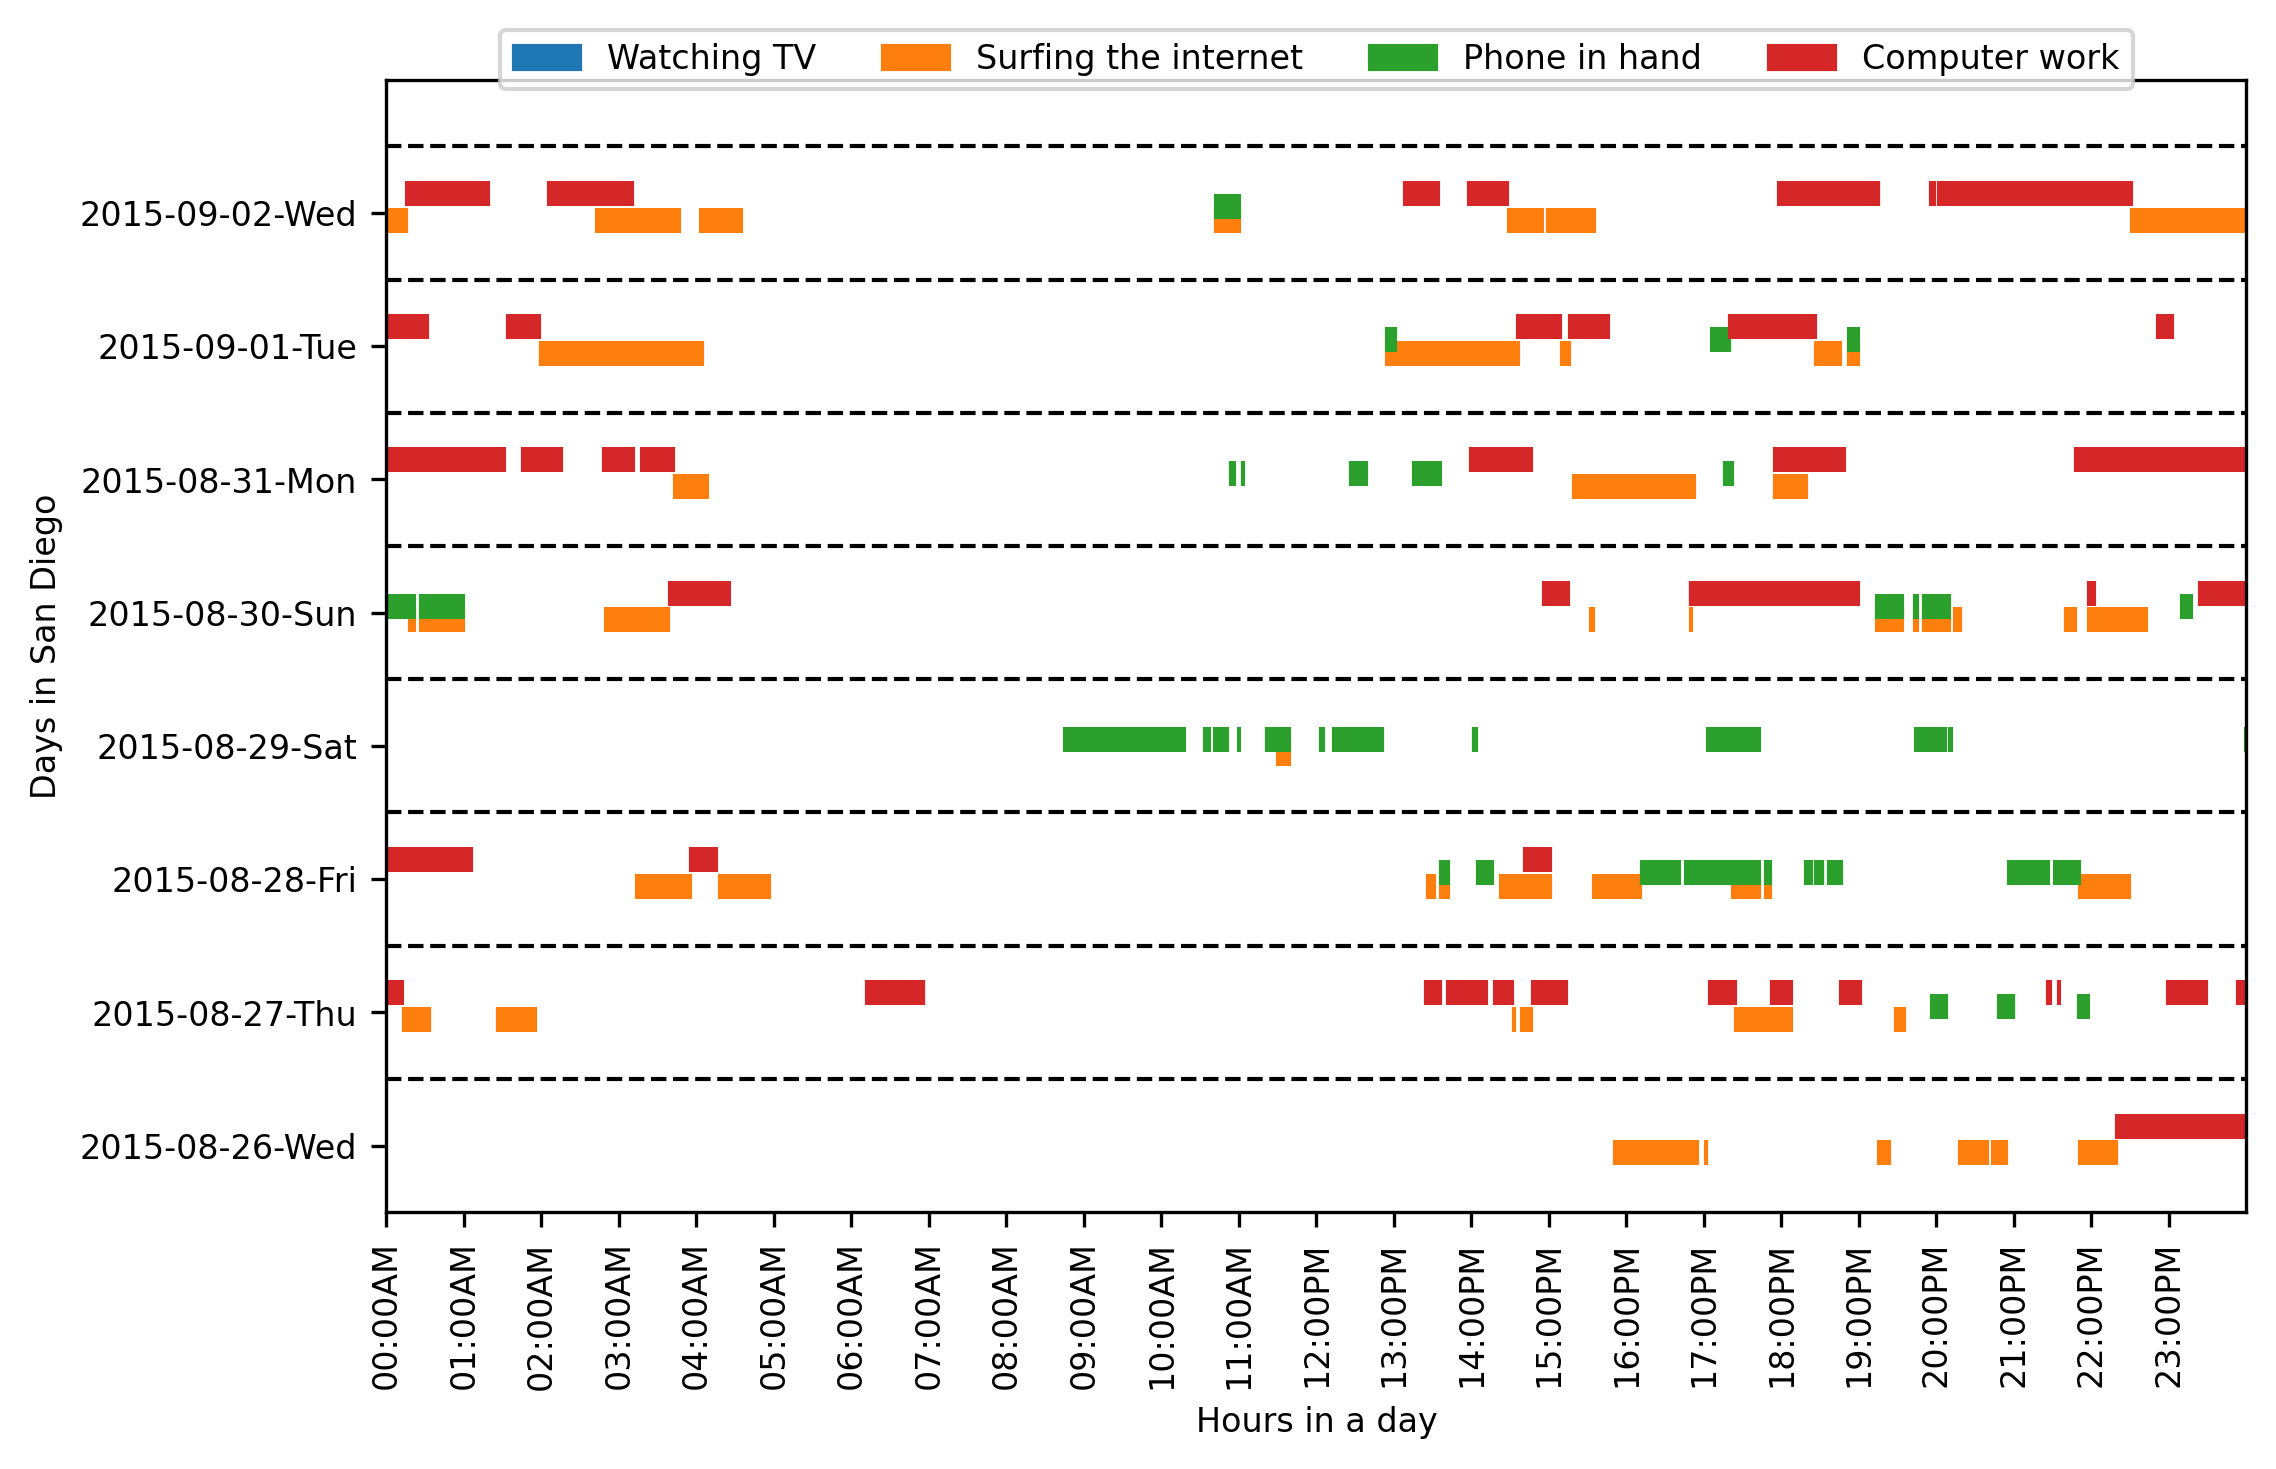 Watching TV Surfing the internet Phone in hand Computer work
Days in San Diego
2015-09-02-Wed
2015-09-01-Tue
2015-08-31-Mon
2015-08-30-Sun
2015-08-29-Sat
2015-08-28-Fri
2015-08-27-Thu
2015-08-26-Wed
00:00AM
01:00AM
02:00AM
03:00AM
04:00AM
05:00AM
06:00AM
07:00AM
08:00AM
09:00AM
10:00AM
11:00AM
12:00PM
13:00PM
14:00PM
15:00PM
16:00PM
17:00PM
18:00PM
19:00PM
20:00PM
21:00PM
22:00PM
23:00PM
Hours in a day